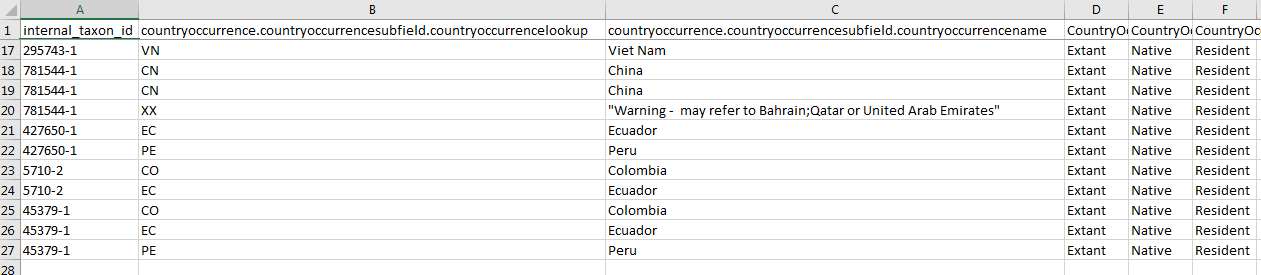 A B C D E F
1 internal_taxon_id countryoccurrence.countryoccurrencesubfield.countryoccurrencelookup countryoccurrence.countryoccurrencesubfield.countryoccurrencename CountryOc CountryOc CountryOcc
17 295743-1 VN Viet Nam Extant Native Resident
18 781544-1 CN China Extant Native Resident
19 781544-1 CN China Extant Native Resident
20 781544-1 XX "Warning -  may refer to Bahrain;Qatar or United Arab Emirates" Extant Native Resident
21 427650-1 EC Ecuador Extant Native Resident
22 427650-1 PE Peru Extant Native Resident
23 5710-2 CO Colombia Extant Native Resident
24 5710-2 EC Ecuador Extant Native Resident
25 45379-1 CO Colombia Extant Native Resident
26 45379-1 EC Ecuador Extant Native Resident
27 45379-1 PE Peru Extant Native Resident
28